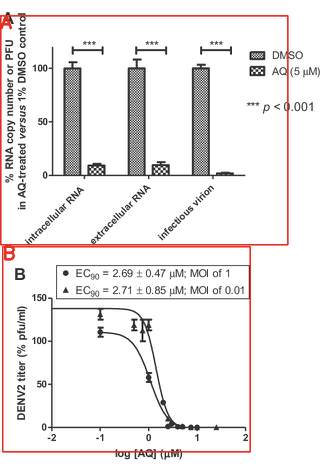 A
A
% RNA copy number or PFU
in AQ-treated versus 1% DMSO control
*** *** ***
100
50
0
DMSO
AQ (5 μM)
*** p < 0.001
intracellular RNA
extracellular RNA
infectious virion
B
B
EC90 = 2.69 ± 0.47 μM; MOI of 1
EC90 = 2.71 ± 0.85 μM; MOI of 0.01
DENV2 titer (% pfu/ml)
150
100
50
0
-2 -1 0 1 2
log [AQ] (μM)